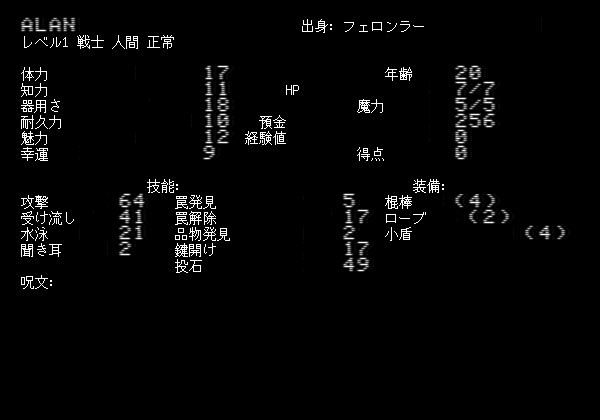 ALAN 出身: フェロンラー
レベル1 戦士 人間 正常
体力 17 年齢 20
知力 11 HP 7/7
器用さ 18 魔力 5/5
耐久力 10 預金 256
魅力 12 経験値 0
幸運 9 得点 0
技能: 装備:
攻撃 64 罠発見 5 棍棒 (4)
受け流し 41 罠解除 17 ローブ (2)
水泳 21 品物発見 2 小盾 (4)
聞き耳 2 鍵開け 17
投石 49
呪文: